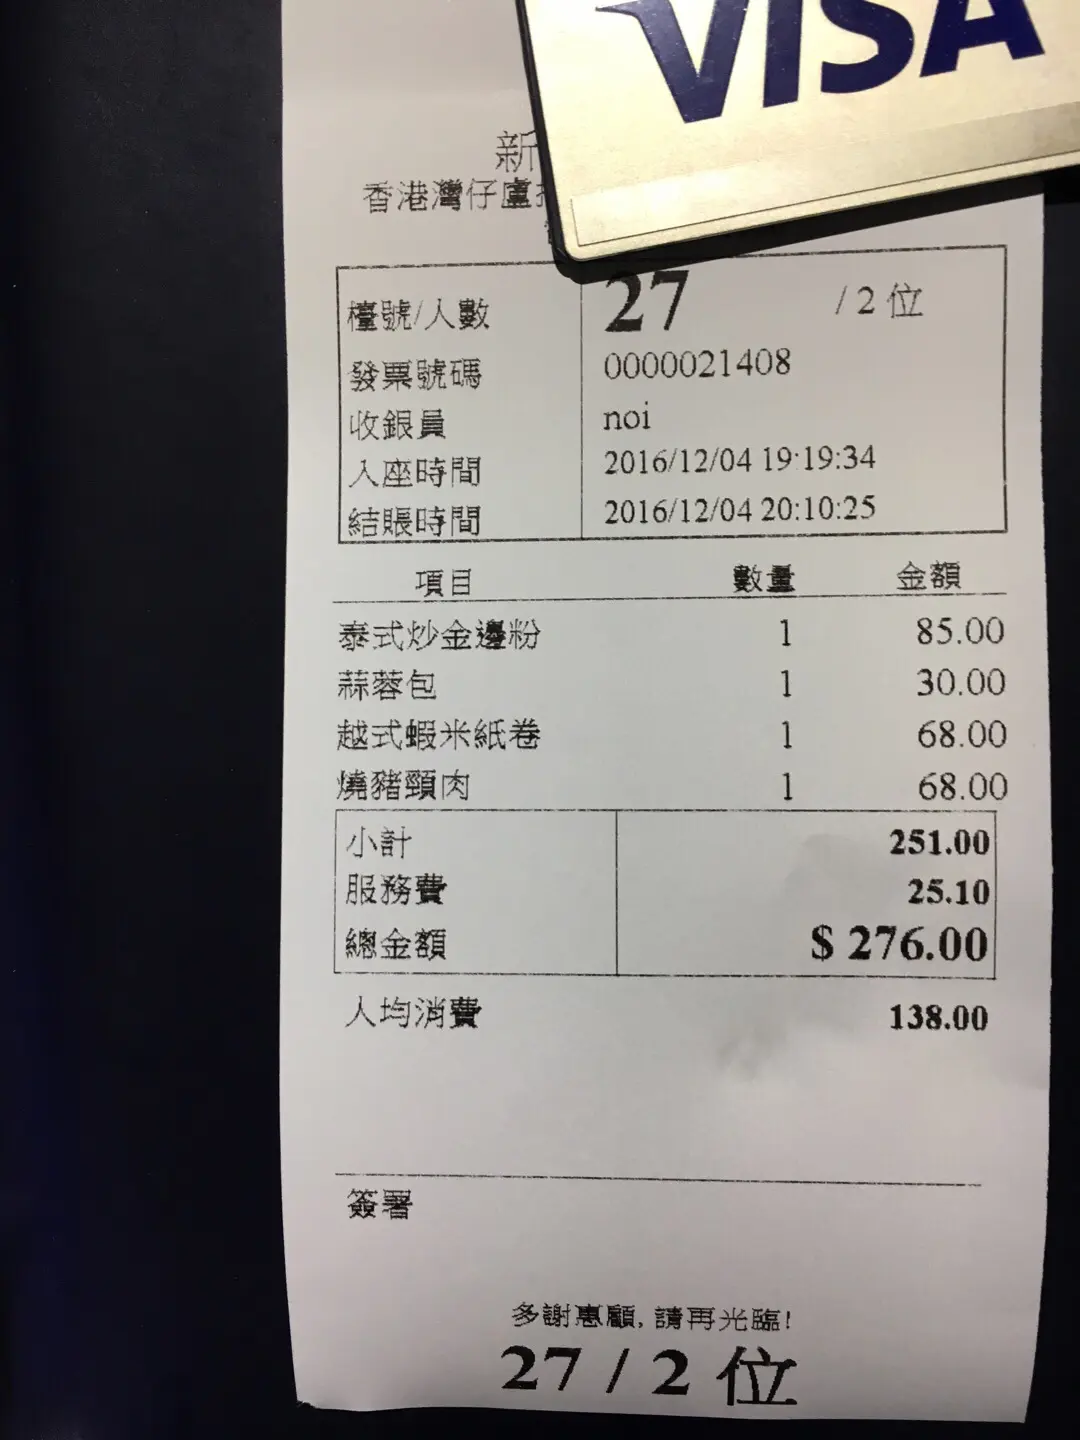 VISA
新
香港灣仔盧
檯號/人數 27 /2 位
發票號碼 0000021408
收銀員 noi
入座時間 2016/12/04 19:19:34
結賬時間 2016/12/04 20:10:25
項目 數量 金額
泰式炒金邊粉 1 85.00
蒜蓉包 1 30.00
越式蝦米紙卷 1 68.00
燒豬頸肉 1 68.00
小計 251.00
服務費 25.10
總金額 $ 276.00
人均消費 138.00
簽署
多謝惠顧, 請再光臨!
27 / 2 位